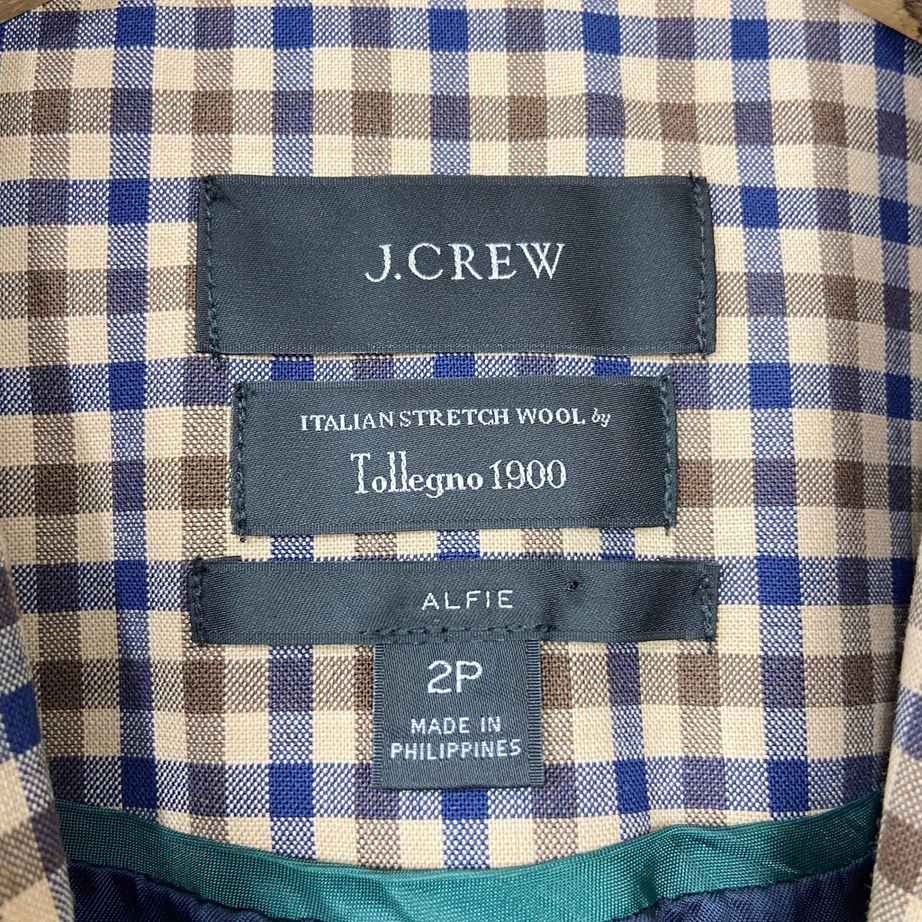 J.CREW
ITALIAN STRETCH WOOL by
Tollegno 1900
ALFIE
2P
MADE IN
PHILIPPINES